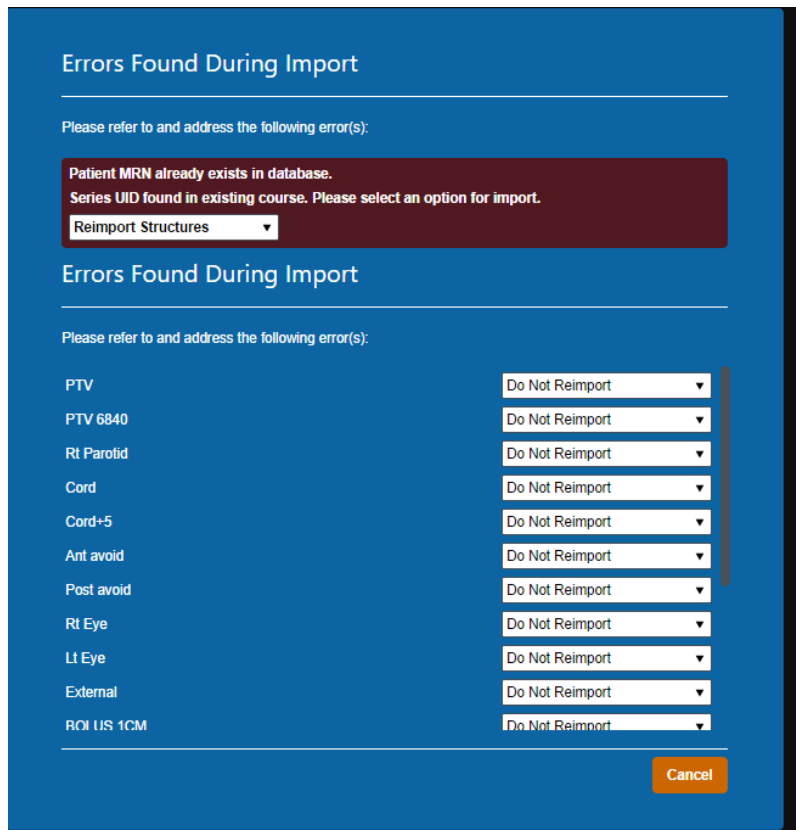 Errors Found During Import
Please refer to and address the following error(s):
Patient MRN already exists in database.
Series UID found in existing course. Please select an option for import.
Reimport Structures
Errors Found During Import
Please refer to and address the following error(s):
PTV Do Not Reimport
PTV 6840 Do Not Reimport
Rt Parotid Do Not Reimport
Cord Do Not Reimport
Cord+5 Do Not Reimport
Ant avoid Do Not Reimport
Post avoid Do Not Reimport
Rt Eye Do Not Reimport
Lt Eye Do Not Reimport
External Do Not Reimport
BOLUS 1CM Do Not Reimport
Cancel